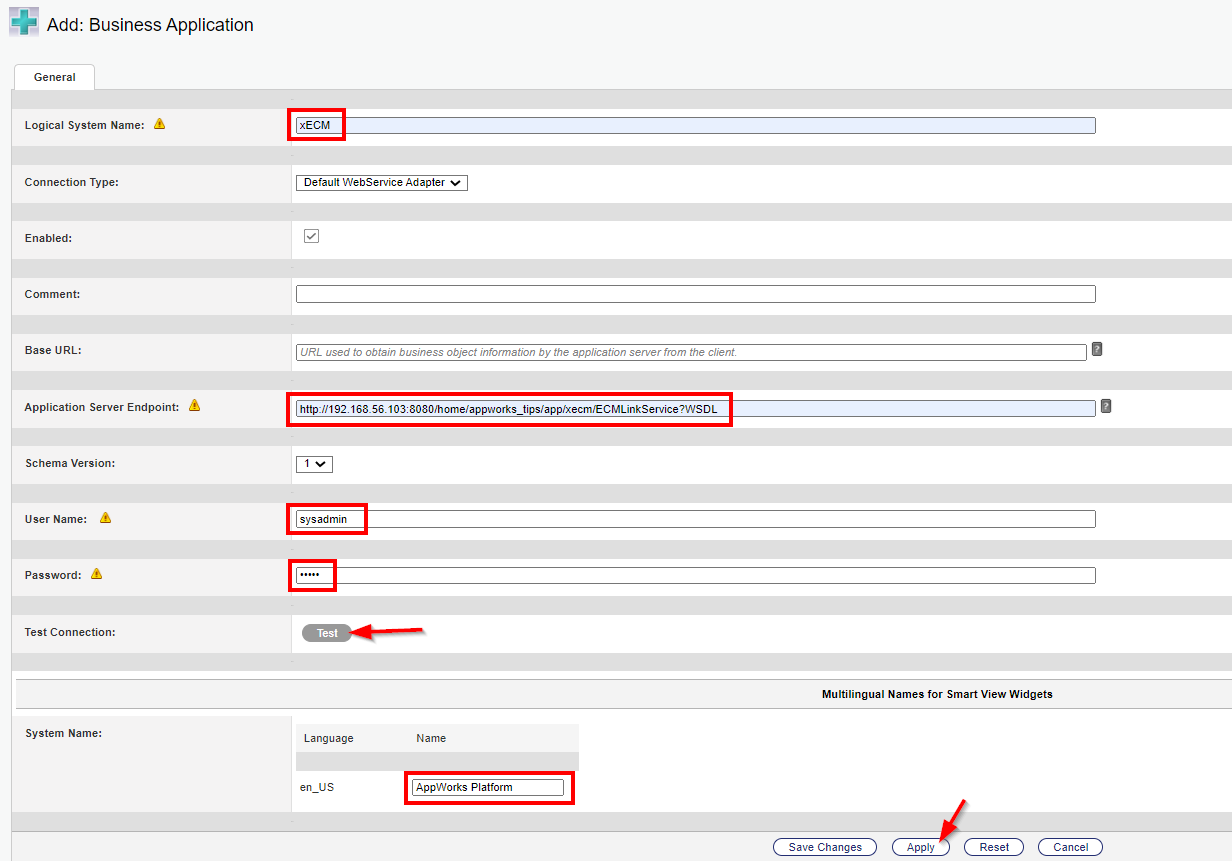 Add: Business Application
General
Logical System Name:
xECM
Connection Type:
Default WebService Adapter
Enabled:
Comment:
Base URL:
URL used to obtain business object information by the application server from the client.
?
Application Server Endpoint:
http://192.168.56.103:8080/home/appworks_tips/app/xecm/ECMLinkService?WSDL
?
Schema Version:
1
User Name:
sysadmin
Password:
•••••
Test Connection:
Test
Multilingual Names for Smart View Widgets
System Name:
Language Name
en_US AppWorks Platform
Save Changes Apply Reset Cancel